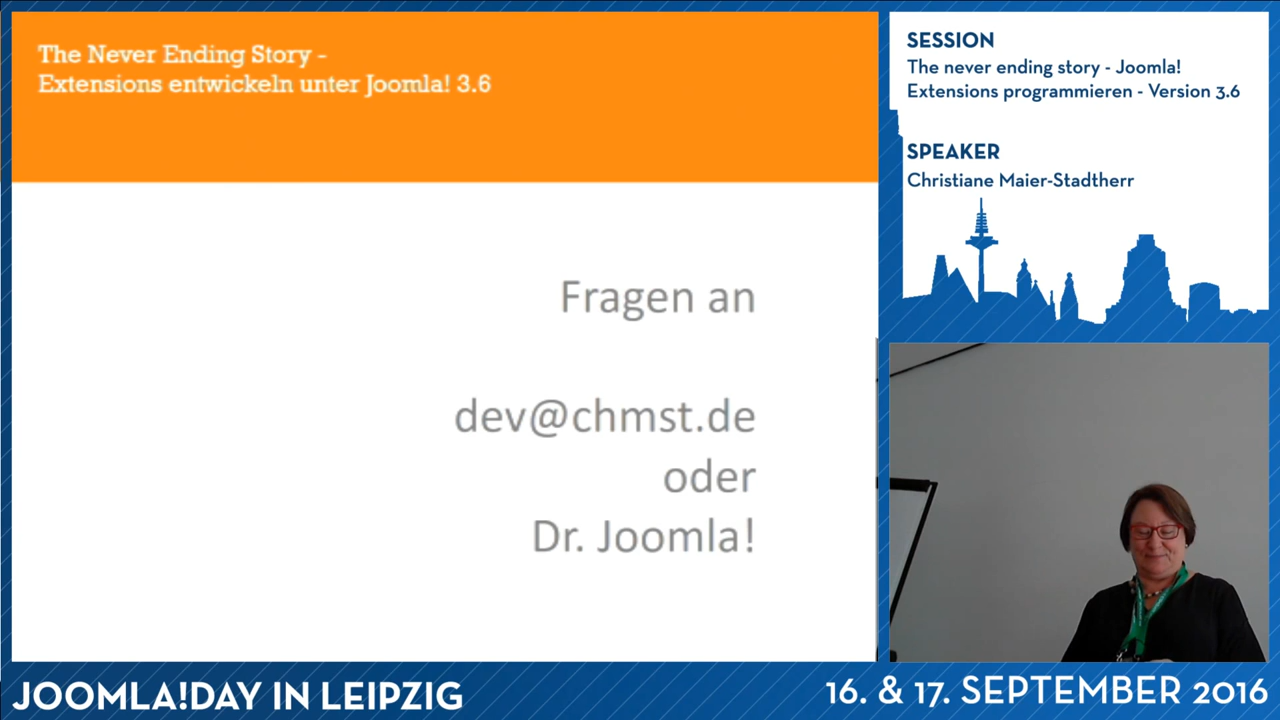 The Never Ending Story -
Extensions entwickeln unter Joomla! 3.6
Fragen an
dev@chmst.de
oder
Dr. Joomla!
SESSION
The never ending story - Joomla!
Extensions programmieren - Version 3.6
SPEAKER
Christiane Maier-Stadtherr
JOOMLA!DAY IN LEIPZIG
16. & 17. SEPTEMBER 2016